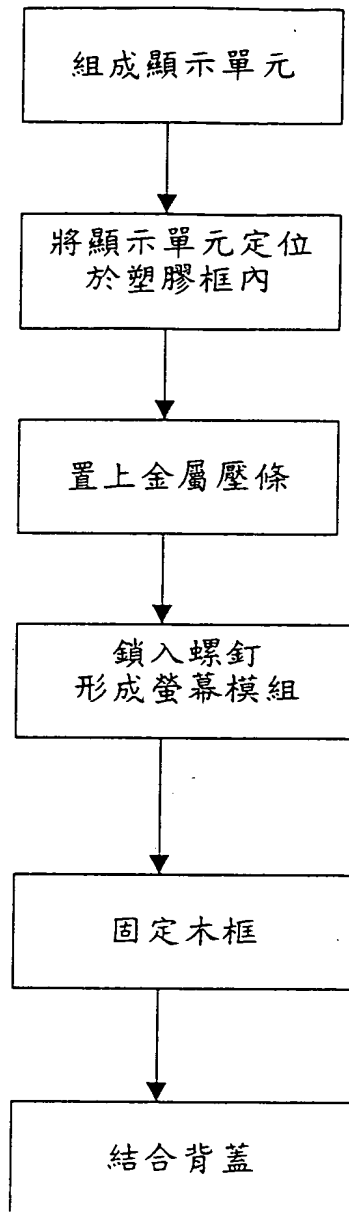 組成顯示單元
將顯示單元定位
於塑膠框內
置上金屬壓條
鎖入螺釘
形成螢幕模組
固定木框
結合背蓋